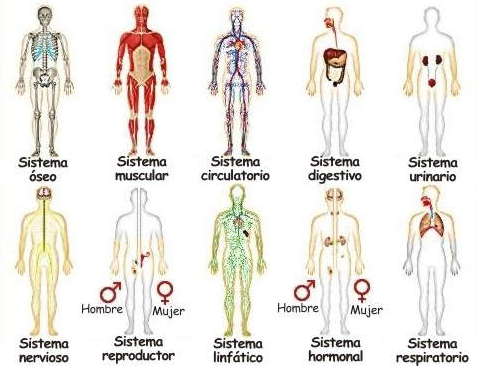 Sistema óseo
Sistema muscular
Sistema circulatorio
Sistema digestivo
Sistema urinario
Sistema nervioso
Hombre
Mujer
Sistema reproductor
Sistema linfático
Hombre
Mujer
Sistema hormonal
Sistema respiratorio